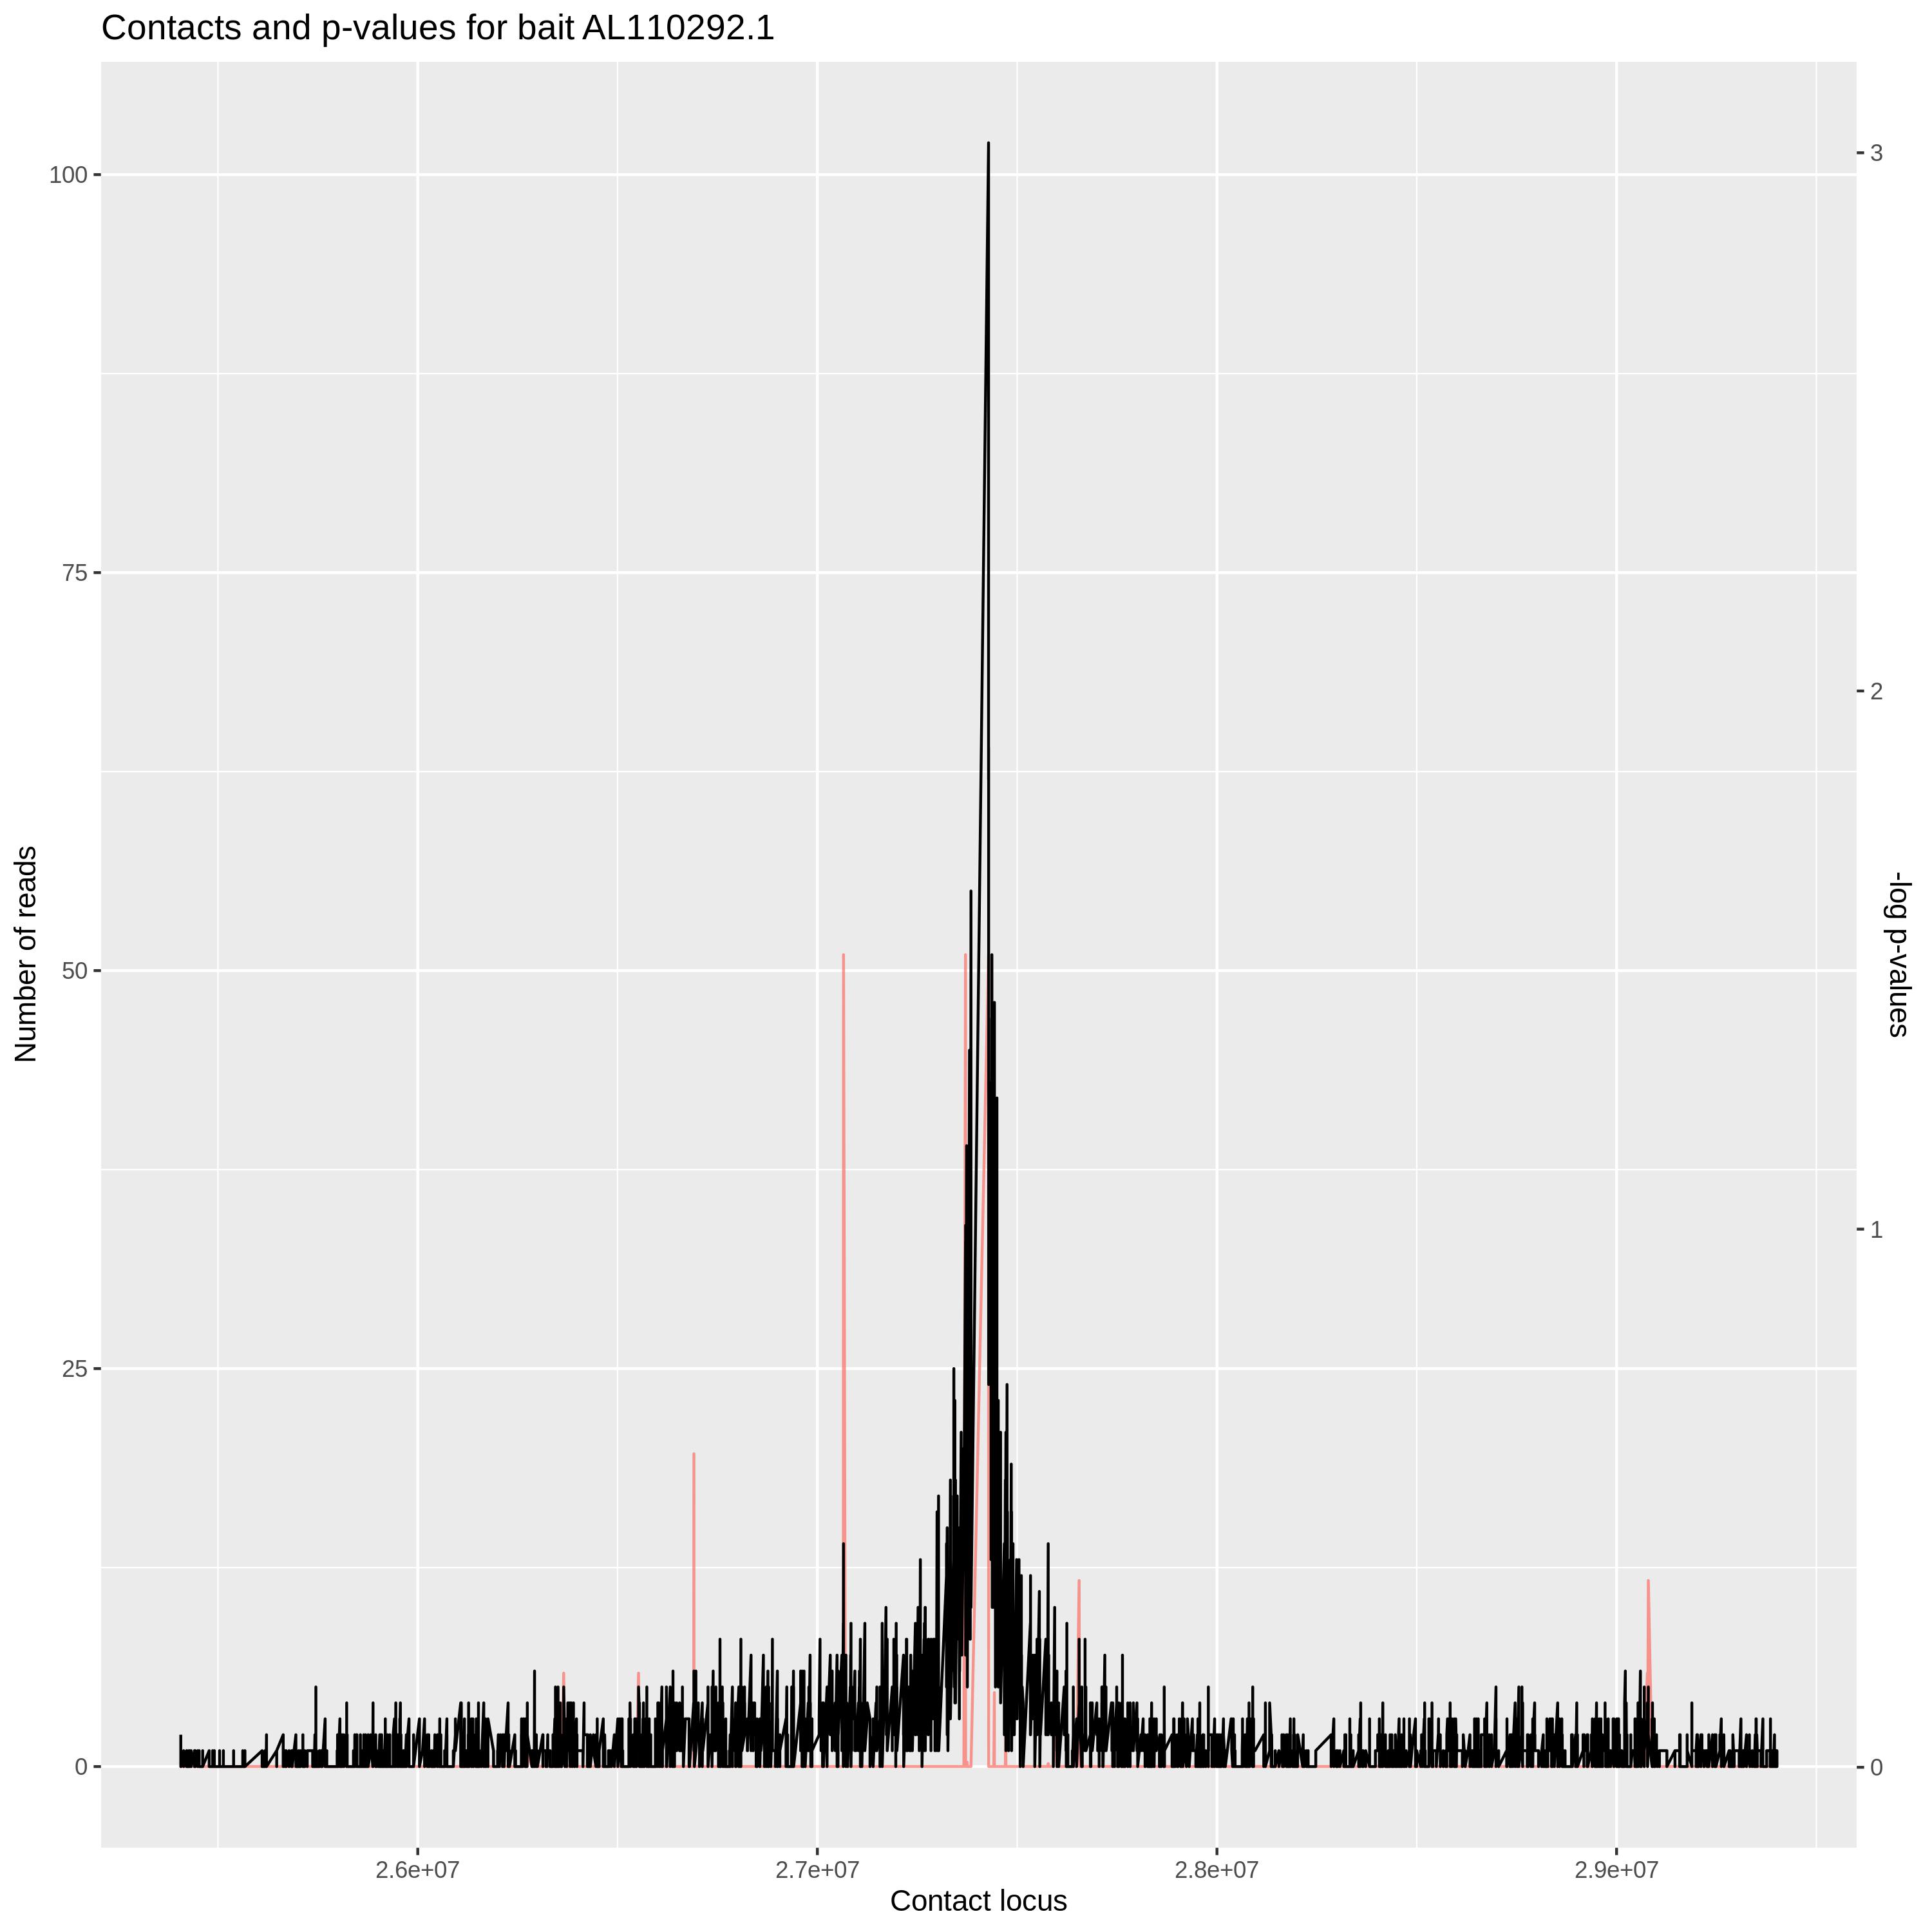 Contacts and p-values for bait AL110292.1
100
75
50
25
0
Number of reads
3
2
1
0
-log p-values
2.6e+07
2.7e+07
2.8e+07
2.9e+07
Contact locus